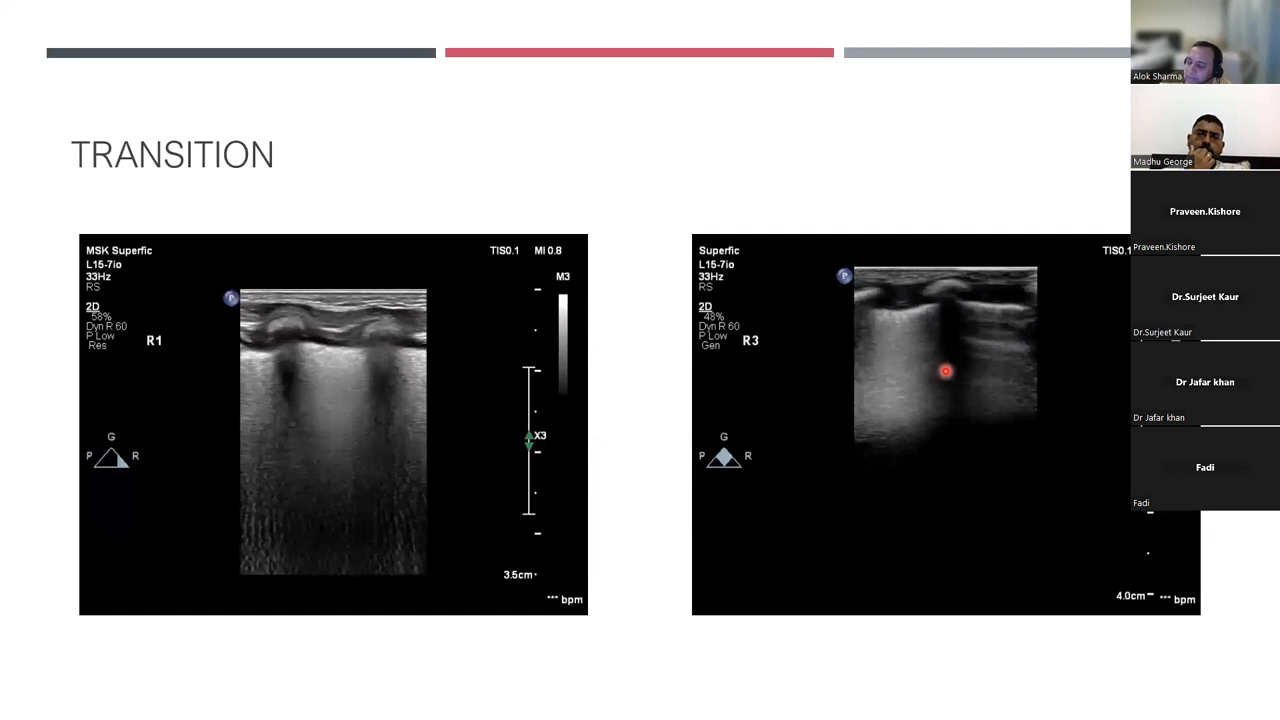 TRANSITION
MSK Superfic
TIS0.1 MI 0.8
L15-7io
33Hz
RS
M3
2D
58%
Dyn R 60
P Low
Res
R1
G
P R
X3
3.5cm
*** bpm
Superfic
TIS0.1
L15-7io
33Hz
RS
2D
48%
Dyn R 60
P Low
Gen
R3
P
G
P R
4.0cm
*** bpm
Alok Sharma
Madhu George
Praveen.Kishore
Praveen.Kishore
Dr.Surjeet Kaur
Dr.Surjeet Kaur
Dr Jafar khan
Dr Jafar khan
Fadi
Fadi